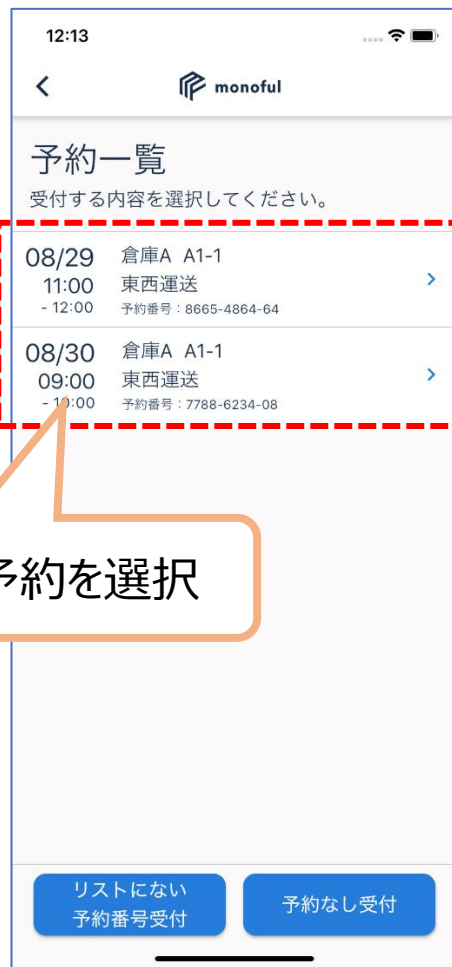 12:13
monoful
予約一覧
受付する内容を選択してください。
08/29 倉庫A A1-1
11:00 東西運送
- 12:00 予約番号：8665-4864-64
08/30 倉庫A A1-1
09:00 東西運送
- 10:00 予約番号：7788-6234-08
予約を選択
リストにない
予約番号受付
予約なし受付